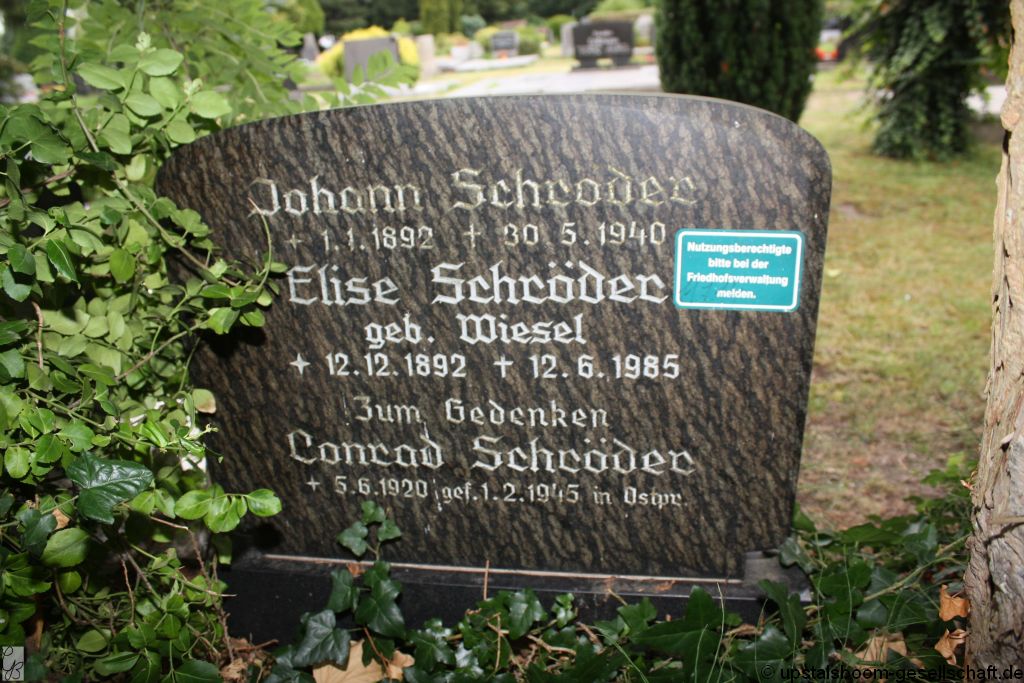 Johann Schroder
+ 1.1.1892 † 30.5.1940
Elise Schröder
geb. Wiesel
+ 12.12.1892 † 12.6.1985
Zum Gedenken
Conrad Schröder
+ 5.6.1920 gef. 1.2.1945 in Ostpr.
Nutzungsberechtigte
bitte bei der
Friedhofsverwaltung
melden.
© upstalsboom-gesellschaft.de